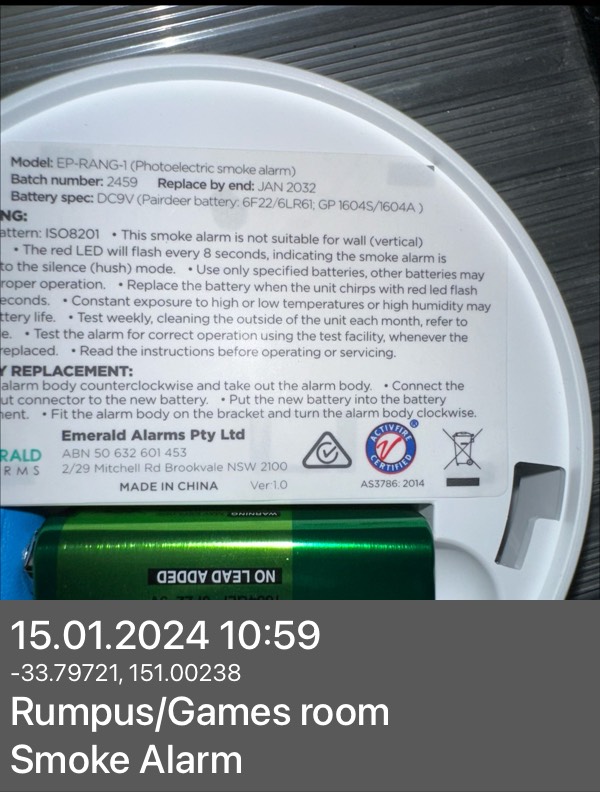 Model: EP-RANG-1 (Photoelectric smoke alarm)
Batch number: 2459 Replace by end: JAN 2032
Battery spec: DC9V (Pairdeer battery: 6F22/6LR61; GP 1604S/1604A )
NG:
attern: ISO8201 • This smoke alarm is not suitable for wall (vertical)
• The red LED will flash every 8 seconds, indicating the smoke alarm is
to the silence (hush) mode. • Use only specified batteries, other batteries may
roper operation. • Replace the battery when the unit chirps with red led flash
econds. • Constant exposure to high or low temperatures or high humidity may
ttery life. • Test weekly, cleaning the outside of the unit each month, refer to
e. • Test the alarm for correct operation using the test facility, whenever the
replaced. • Read the instructions before operating or servicing.
Y REPLACEMENT:
alarm body counterclockwise and take out the alarm body. • Connect the
ut connector to the new battery. • Put the new battery into the battery
ment. • Fit the alarm body on the bracket and turn the alarm body clockwise.
Emerald Alarms Pty Ltd
ABN 50 632 601 453
2/29 Mitchell Rd Brookvale NSW 2100
RALD
RMS
MADE IN CHINA Ver:1.0
ACTIVFIRE
CERTIFIED
AS3786: 2014
WARNING
NO LEAD ADDED
15.01.2024 10:59
-33.79721, 151.00238
Rumpus/Games room
Smoke Alarm